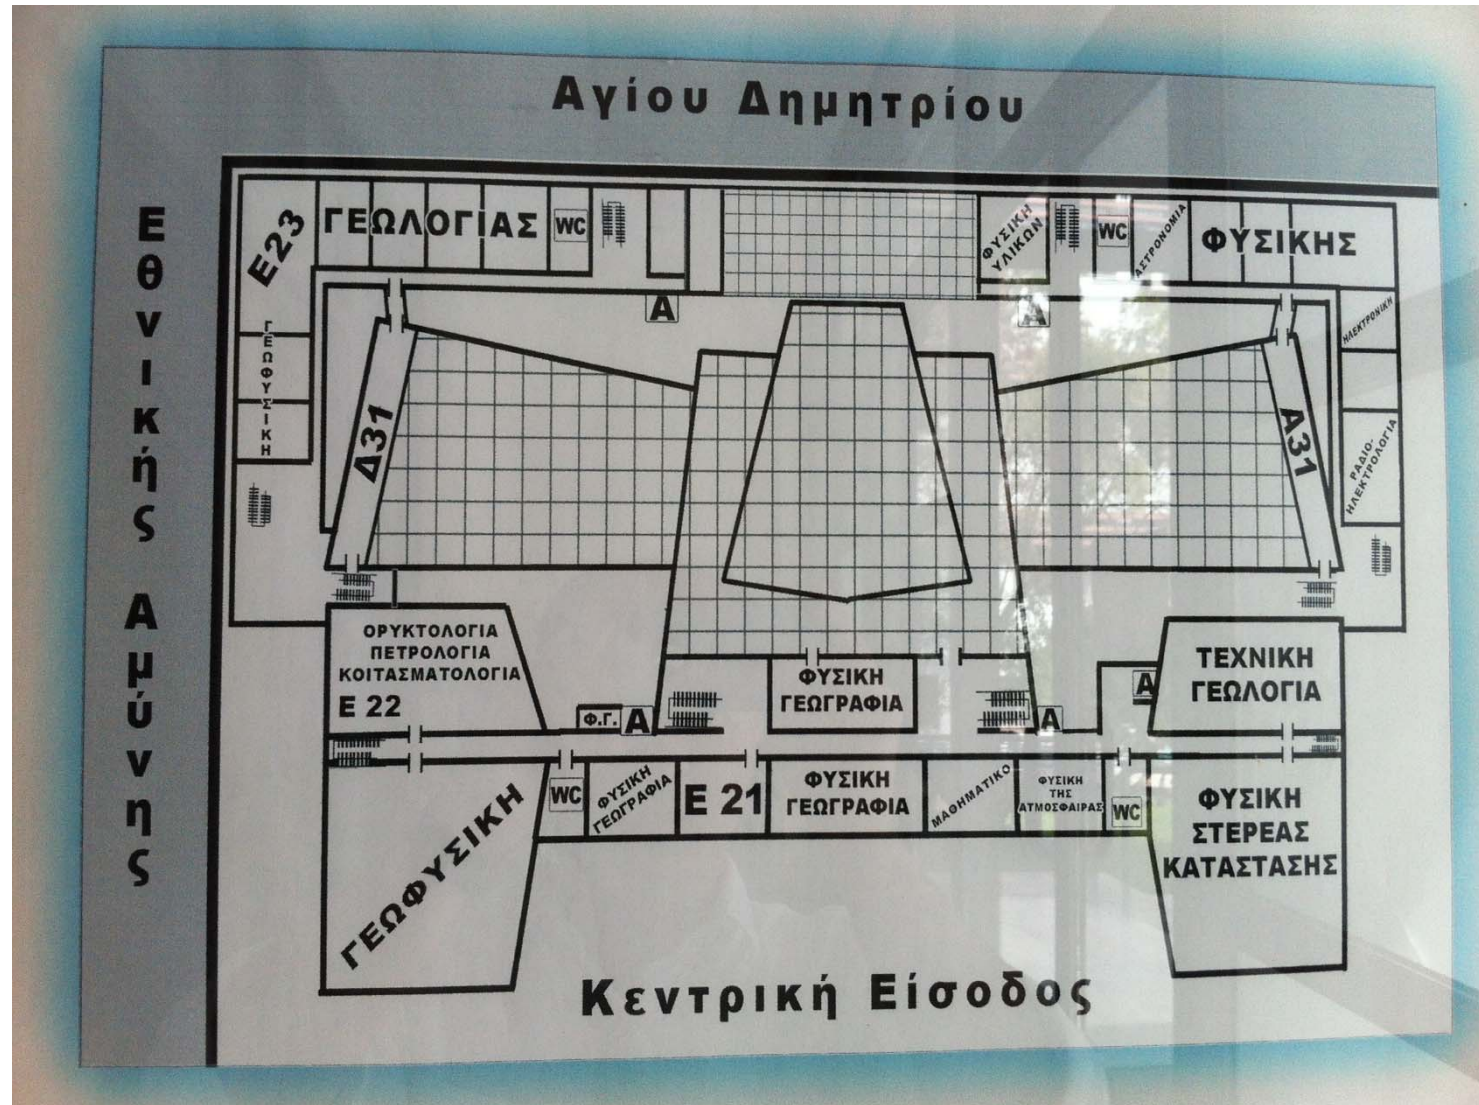 Αγίου Δημητρίου
Εθνικής Αμύνης
Ε23
ΓΕΩΛΟΓΙΑΣ
WC
ΦΥΣΙΚΗ
ΥΛΙΚΩΝ
WC
ΑΣΤΡΟΝΟΜΙΑ
ΦΥΣΙΚΗΣ
Α
Α
ΗΛΕΚΤΡΟΝΙΚΗ
ΓΕΩΦΥΣΙΚΗ
Δ31
Α31
ΡΑΔΙΟ-
ΗΛΕΚΤΡΟΛΟΓΙΑ
ΟΡΥΚΤΟΛΟΓΙΑ
ΠΕΤΡΟΛΟΓΙΑ
ΚΟΙΤΑΣΜΑΤΟΛΟΓΙΑ
Ε 22
Φ.Γ.
Α
ΦΥΣΙΚΗ
ΓΕΩΓΡΑΦΙΑ
Α
Α
ΤΕΧΝΙΚΗ
ΓΕΩΛΟΓΙΑ
ΓΕΩΦΥΣΙΚΗ
WC
ΦΥΣΙΚΗ
ΓΕΩΓΡΑΦΙΑ
Ε 21
ΦΥΣΙΚΗ
ΓΕΩΓΡΑΦΙΑ
ΜΑΘΗΜΑΤΙΚΟ
ΦΥΣΙΚΗ
ΤΗΣ
ΑΤΜΟΣΦΑΙΡΑΣ
WC
ΦΥΣΙΚΗ
ΣΤΕΡΕΑΣ
ΚΑΤΑΣΤΑΣΗΣ
Κεντρική Είσοδος